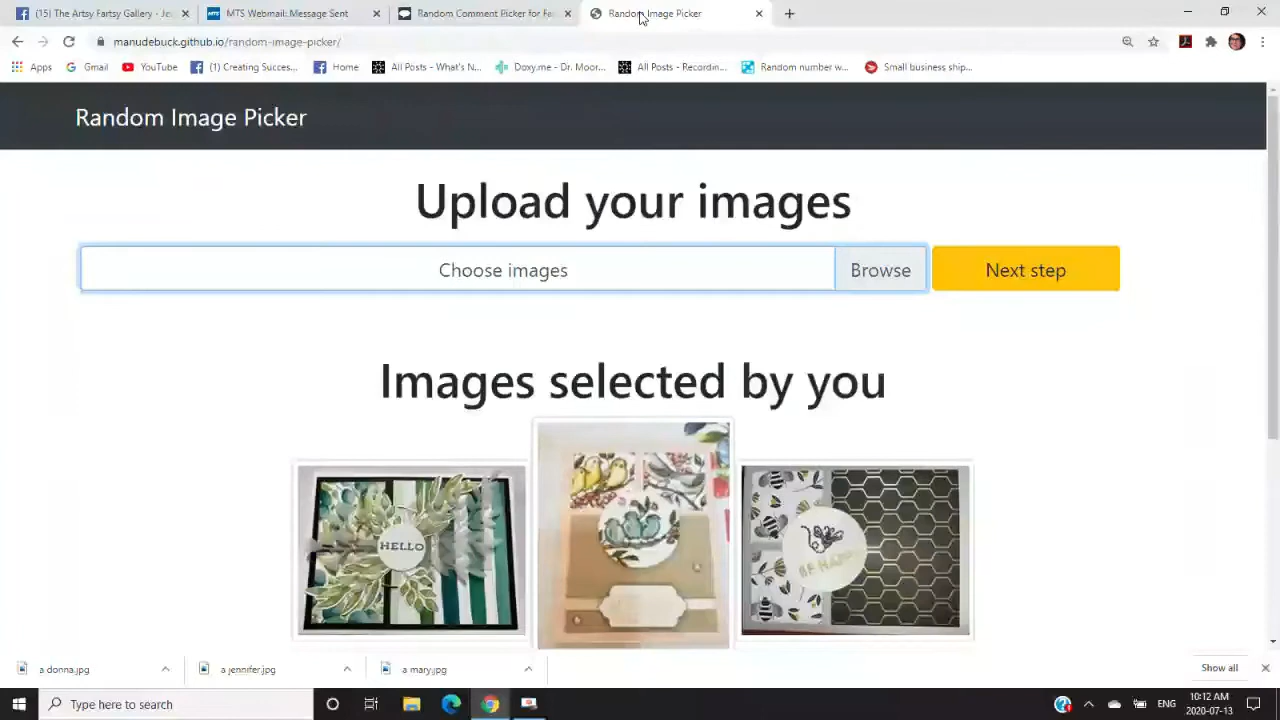 (15) The Artsy Fartsy Gallery - Je
MTS Webmail: Message Sent
Random Comment Picker for Fa
Random Image Picker
manudebuck.github.io/random-image-picker/
Apps
Gmail
YouTube
(1) Creating Succes...
Home
All Posts - What's N...
Doxy.me - Dr. Moor...
All Posts - Recordin...
Random number w...
Small business ship...
Random Image Picker
Upload your images
Choose images
Browse
Next step
Images selected by you
HELLO
BE HAPPY
a donna.jpg
a jennifer.jpg
a mary.jpg
Show all
Type here to search
ENG
10:12 AM
2020-07-13